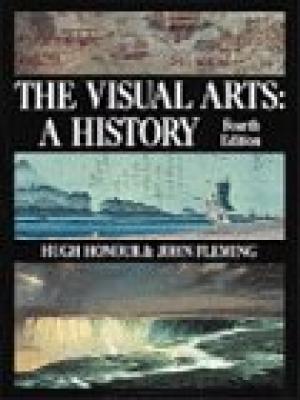 THE VISUAL ARTS:
A HISTORY
Fourth
Edition
HUGH HONOUR & JOHN FLEMING